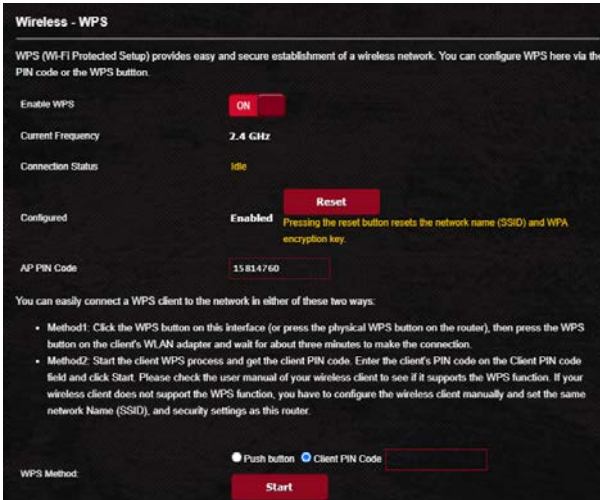 Wireless - WPS
WPS (Wi-Fi Protected Setup) provides easy and secure establishment of a wireless network. You can configure WPS here via the
PIN code or the WPS buttton.
Enable WPS ON
Current Frequency 2.4 GHz
Connection Status Idle
Reset
Configured Enabled Pressing the reset button resets the network name (SSID) and WPA
encryption key.
AP PIN Code 15814760
You can easily connect a WPS client to the network in either of these two ways:
• Method1: Click the WPS button on this interface (or press the physical WPS button on the router), then press the WPS
button on the client's WLAN adapter and wait for about three minutes to make the connection.
• Method2: Start the client WPS process and get the client PIN code. Enter the client's PIN code on the Client PIN code
field and click Start. Please check the user manual of your wireless client to see if it supports the WPS function. If your
wireless client does not support the WPS function, you have to configure the wireless client manually and set the same
network Name (SSID), and security settings as this router.
Push button Client PIN Code
WPS Method:
Start